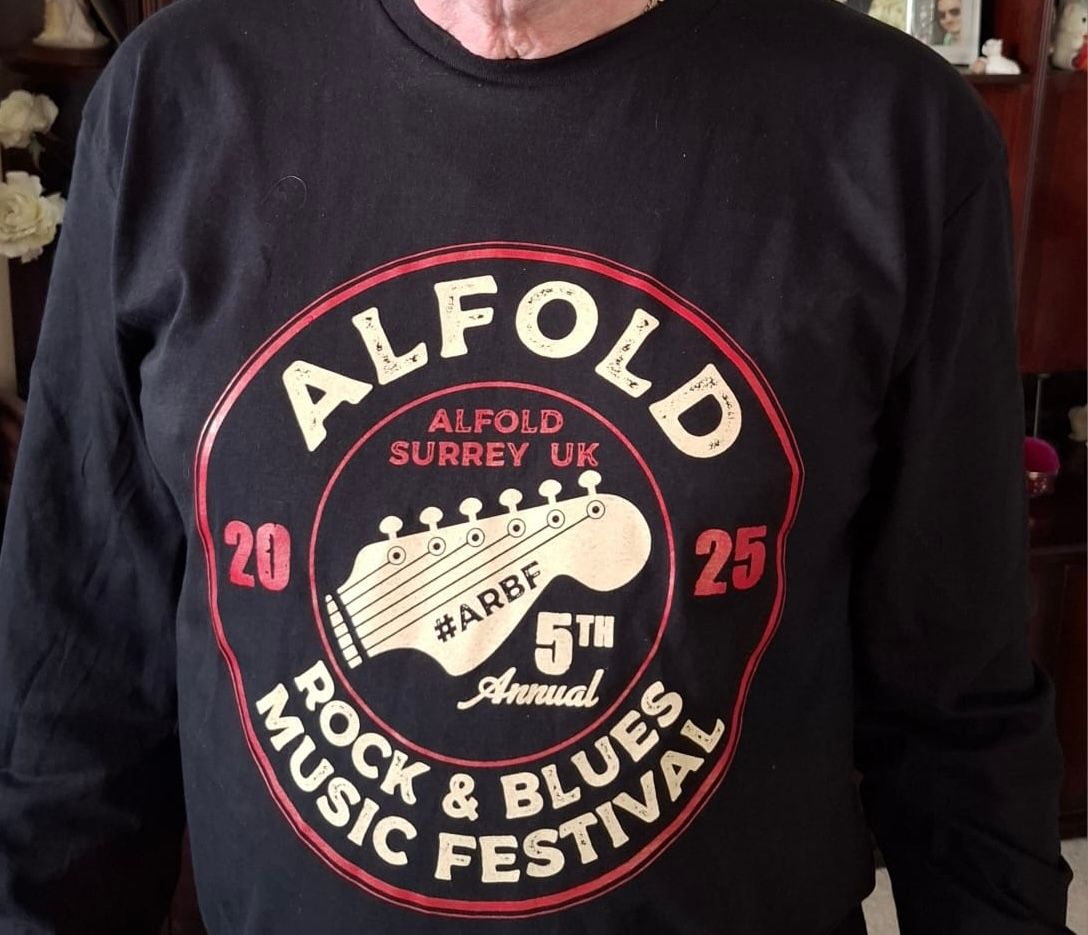 ALFOLD
ALFOLD
SURREY UK
20 25
#ARBF
5TH
Annual
ROCK & BLUES
MUSIC FESTIVAL